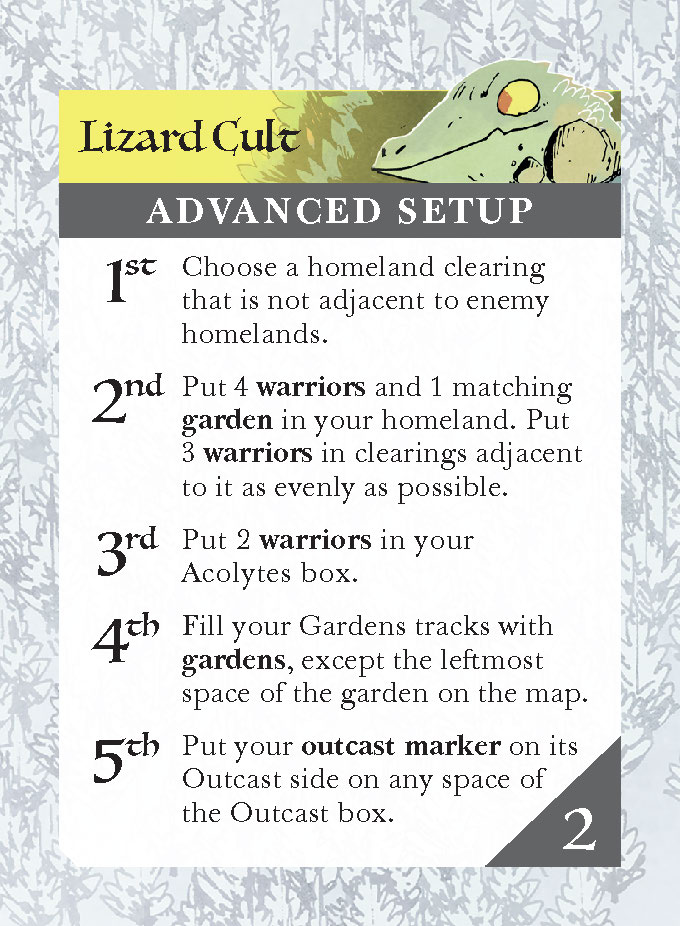 Lizard Cult
ADVANCED SETUP
1st Choose a homeland clearing
that is not adjacent to enemy
homelands.
2nd Put 4 warriors and 1 matching
garden in your homeland. Put
3 warriors in clearings adjacent
to it as evenly as possible.
3rd Put 2 warriors in your
Acolytes box.
4th Fill your Gardens tracks with
gardens, except the leftmost
space of the garden on the map.
5th Put your outcast marker on its
Outcast side on any space of
the Outcast box.
2